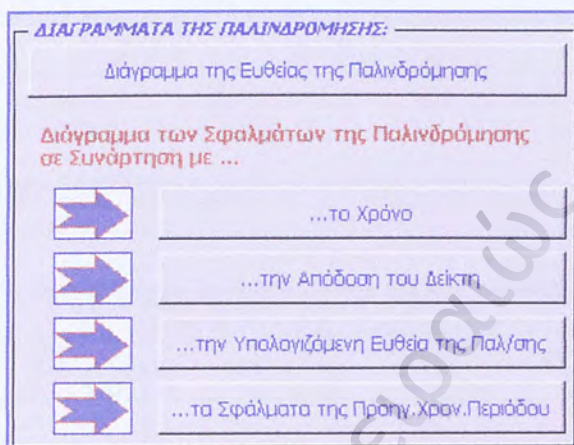 ΔΙΑΓΡΑΜΜΑΤΑ ΤΗΣ ΠΑΛΙΝΔΡΟΜΗΣΗΣ:
Διάγραμμα της Ευθείας της Παλινδρόμησης
Διάγραμμα των Σφαλμάτων της Παλινδρόμησης
σε Συνάρτηση με ...
...το Χρόνο
...την Απόδοση του Δείκτη
...την Υπολογιζόμενη Ευθεία της Παλ/σης
...τα Σφάλματα της Προηγ.Χρον.Περιόδου